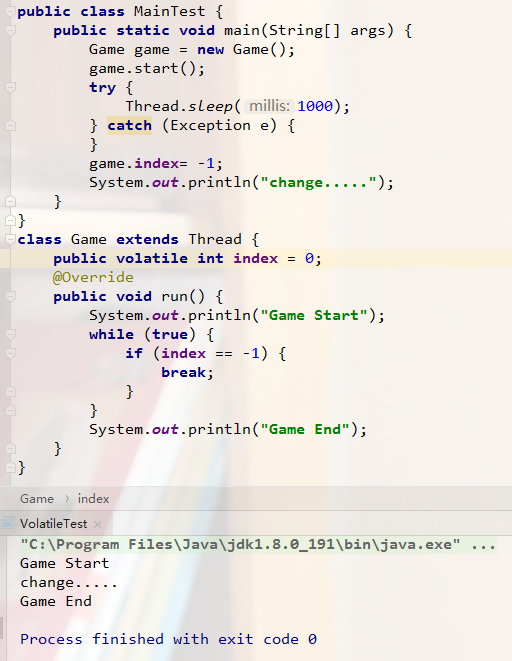 public class MainTest {
    public static void main(String[] args) {
        Game game = new Game();
        game.start();
        try {
            Thread.sleep( millis: 1000);
        } catch (Exception e) {
        }
        game.index= -1;
        System.out.println("change.....");
    }
}
class Game extends Thread {
    public volatile int index = 0;
    @Override
    public void run() {
        System.out.println("Game Start");
        while (true) {
            if (index == -1) {
                break;
            }
        }
        System.out.println("Game End");
    }
}
Game › index
VolatileTest ×
"C:\Program Files\Java\jdk1.8.0_191\bin\java.exe" ...
Game Start
change.....
Game End
Process finished with exit code 0